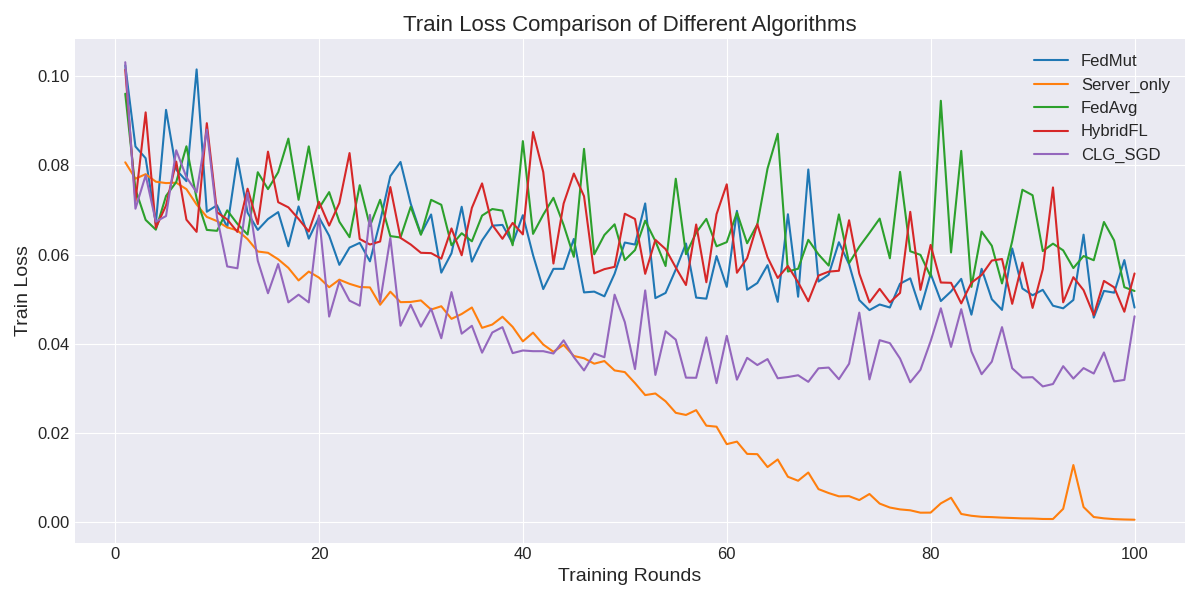 Train Loss Comparison of Different Algorithms
FedMut
Server_only
FedAvg
HybridFL
CLG_SGD
Train Loss
0.10
0.08
0.06
0.04
0.02
0.00
0 20 40 60 80 100
Training Rounds